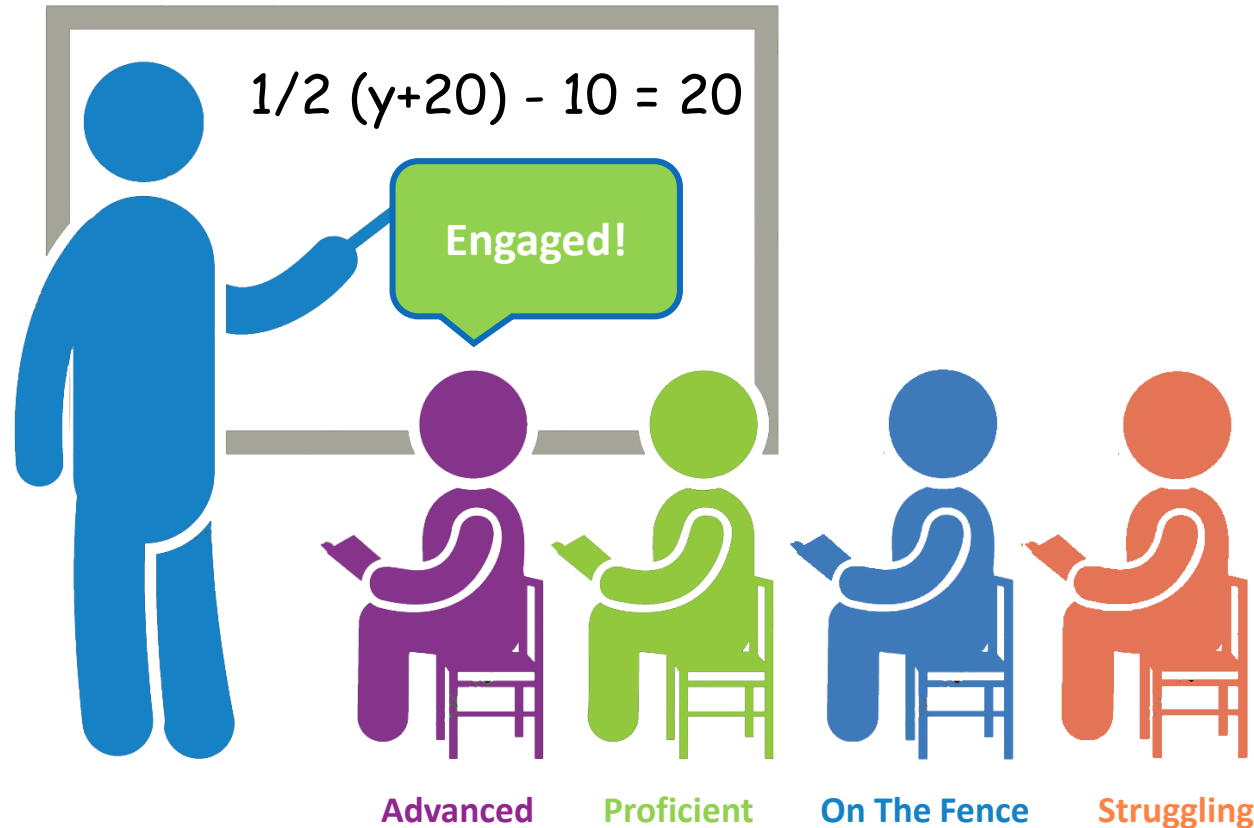 1/2 (y+20) - 10 = 20
Engaged!
Advanced Proficient On The Fence Struggling